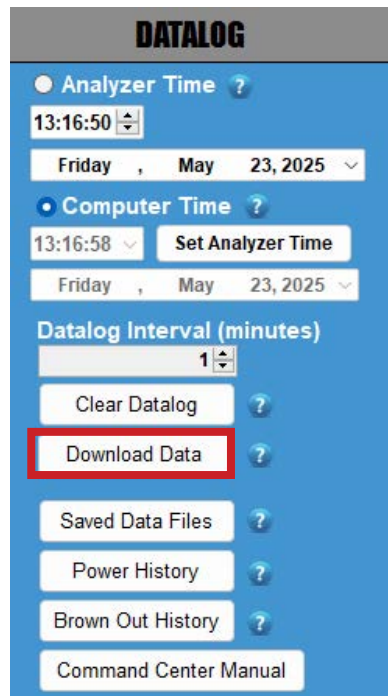 DATALOG
Analyzer Time ?
13:16:50
Friday , May 23, 2025
Computer Time ?
13:16:58 Set Analyzer Time
Friday , May 23, 2025
Datalog Interval (minutes)
1
Clear Datalog ?
Download Data ?
Saved Data Files ?
Power History ?
Brown Out History ?
Command Center Manual